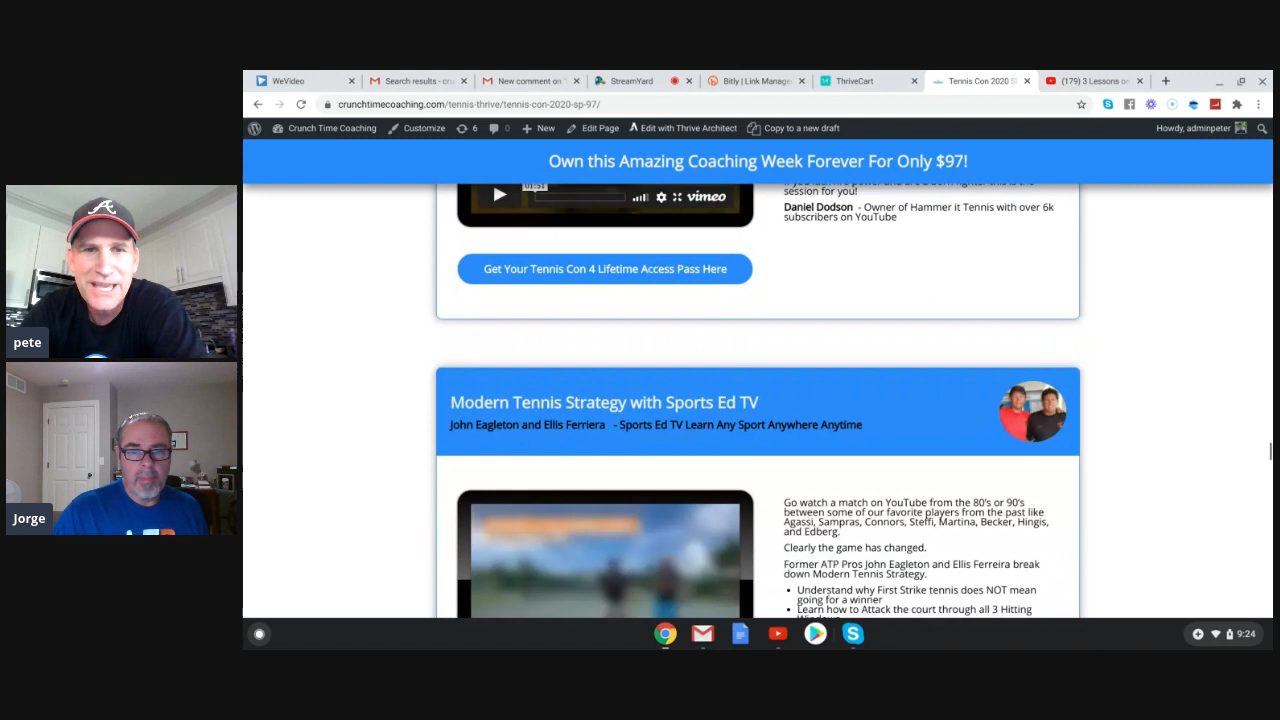 WeVideo
Search results - cru
New comment on "
StreamYard
Bitly | Link Manage
ThriveCart
Tennis Con 2020 S
(179) 3 Lessons on
crunchtimecoaching.com/tennis-thrive/tennis-con-2020-sp-97/
Crunch Time Coaching
Customize
6
0
New
Edit Page
Edit with Thrive Architect
Copy to a new draft
Howdy, adminpeter
Own this Amazing Coaching Week Forever For Only $97!
01:51
vimeo
session for you!
Daniel Dodson - Owner of Hammer it Tennis with over 6k
subscribers on YouTube
Get Your Tennis Con 4 Lifetime Access Pass Here
Modern Tennis Strategy with Sports Ed TV
John Eagleton and Ellis Ferriera - Sports Ed TV Learn Any Sport Anywhere Anytime
Go watch a match on YouTube from the 80's or 90's
between some of our favorite players from the past like
Agassi, Sampras, Connors, Steffi, Martina, Becker, Hingis,
and Edberg.
Clearly the game has changed.
Former ATP Pros John Eagleton and Ellis Ferreira break
down Modern Tennis Strategy.
• Understand why First Strike tennis does NOT mean
going for a winner
• Learn how to Attack the court through all 3 Hitting
pete
Jorge
9:24